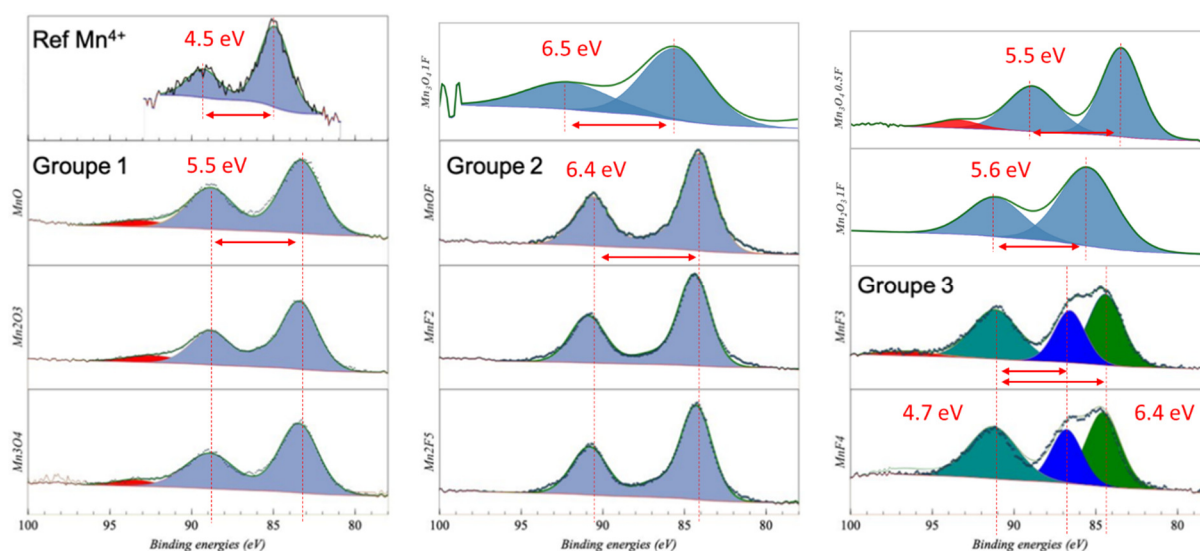 Ref Mn⁴⁺
4.5 eV
Groupe 1
5.5 eV
MnO
Mn2O3
Mn3O4
100 95 90 85 80
Binding energies (eV)
6.5 eV
Mn₃O₄ 1F
Groupe 2
6.4 eV
MnOF
MnF2
Mn2F5
100 90 80
Binding energies (eV)
5.5 eV
Mn₃O₄ 0.5F
5.6 eV
Mn₂O₃ 1F
Groupe 3
MnF3
4.7 eV
6.4 eV
MnF4
100 95 90 85 80
Binding energies (eV)